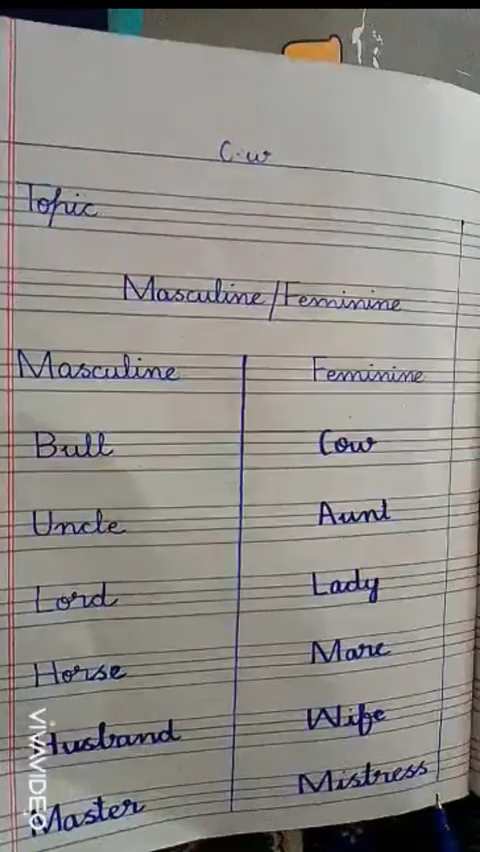 C.w
Topic
Masculine/Feminine
Masculine Feminine
Bull Cow
Uncle Aunt
Lord Lady
Horse Mare
Husband Wife
Master Mistress
VIVAVIDEO